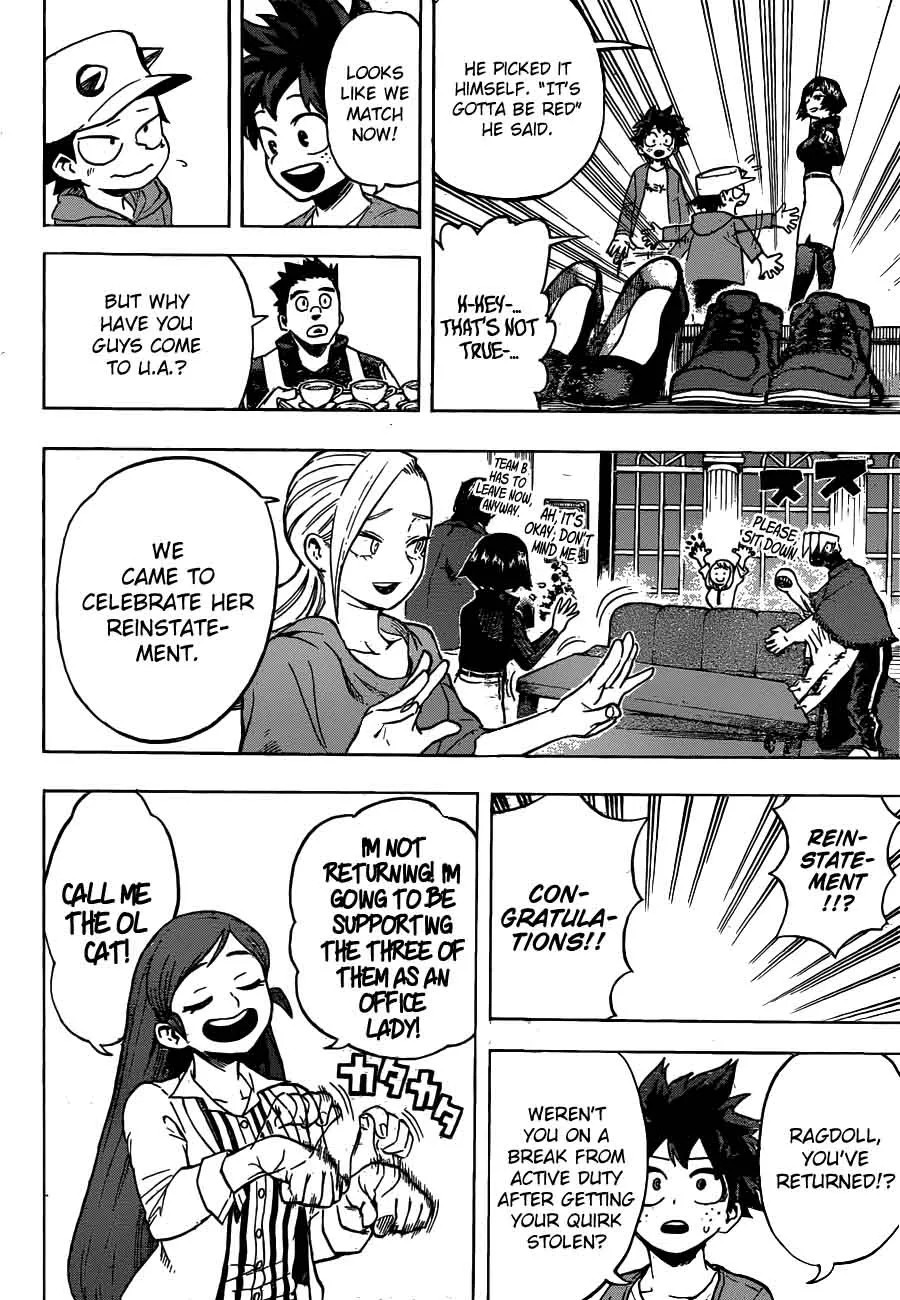 HE PICKED IT
HIMSELF. "IT'S
GOTTA BE RED"
HE SAID.
H-HEY-...
THAT'S NOT
TRUE-...
LOOKS
LIKE WE
MATCH
NOW!
BUT WHY
HAVE YOU
GUYS
COME TO U.A.?
スス
PLEASE,
SIT DOWN.
AH, IT'S
OKAY, DON'T
MIND ME.
TEAM B
HAS TO
LEAVE NOW,
ANYWAY.
WE
CAME TO
CELEBRATE HER
REINSTATE-
MENT.
REIN-
STATE-
MENT
!!?
CON-
GRATULA-
TIONS!!
RAGDOLL,
YOU'VE
RETURNED!?
WEREN'T
YOU ON A
BREAK FROM
ACTIVE DUTY
AFTER GETTING
YOUR QUIRK
STOLEN?
I'M NOT
RETURNING! I'M
GOING TO BE
SUPPORTING
THE THREE OF
THEM AS AN
OFFICE
LADY!
カタカタ
CALL ME
THE OL
CAT!